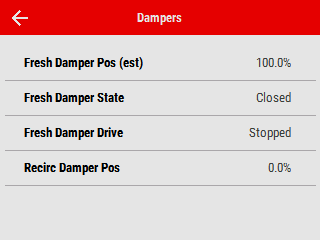 Dampers
Fresh Damper Pos (est) 100.0%
Fresh Damper State Closed
Fresh Damper Drive Stopped
Recirc Damper Pos 0.0%